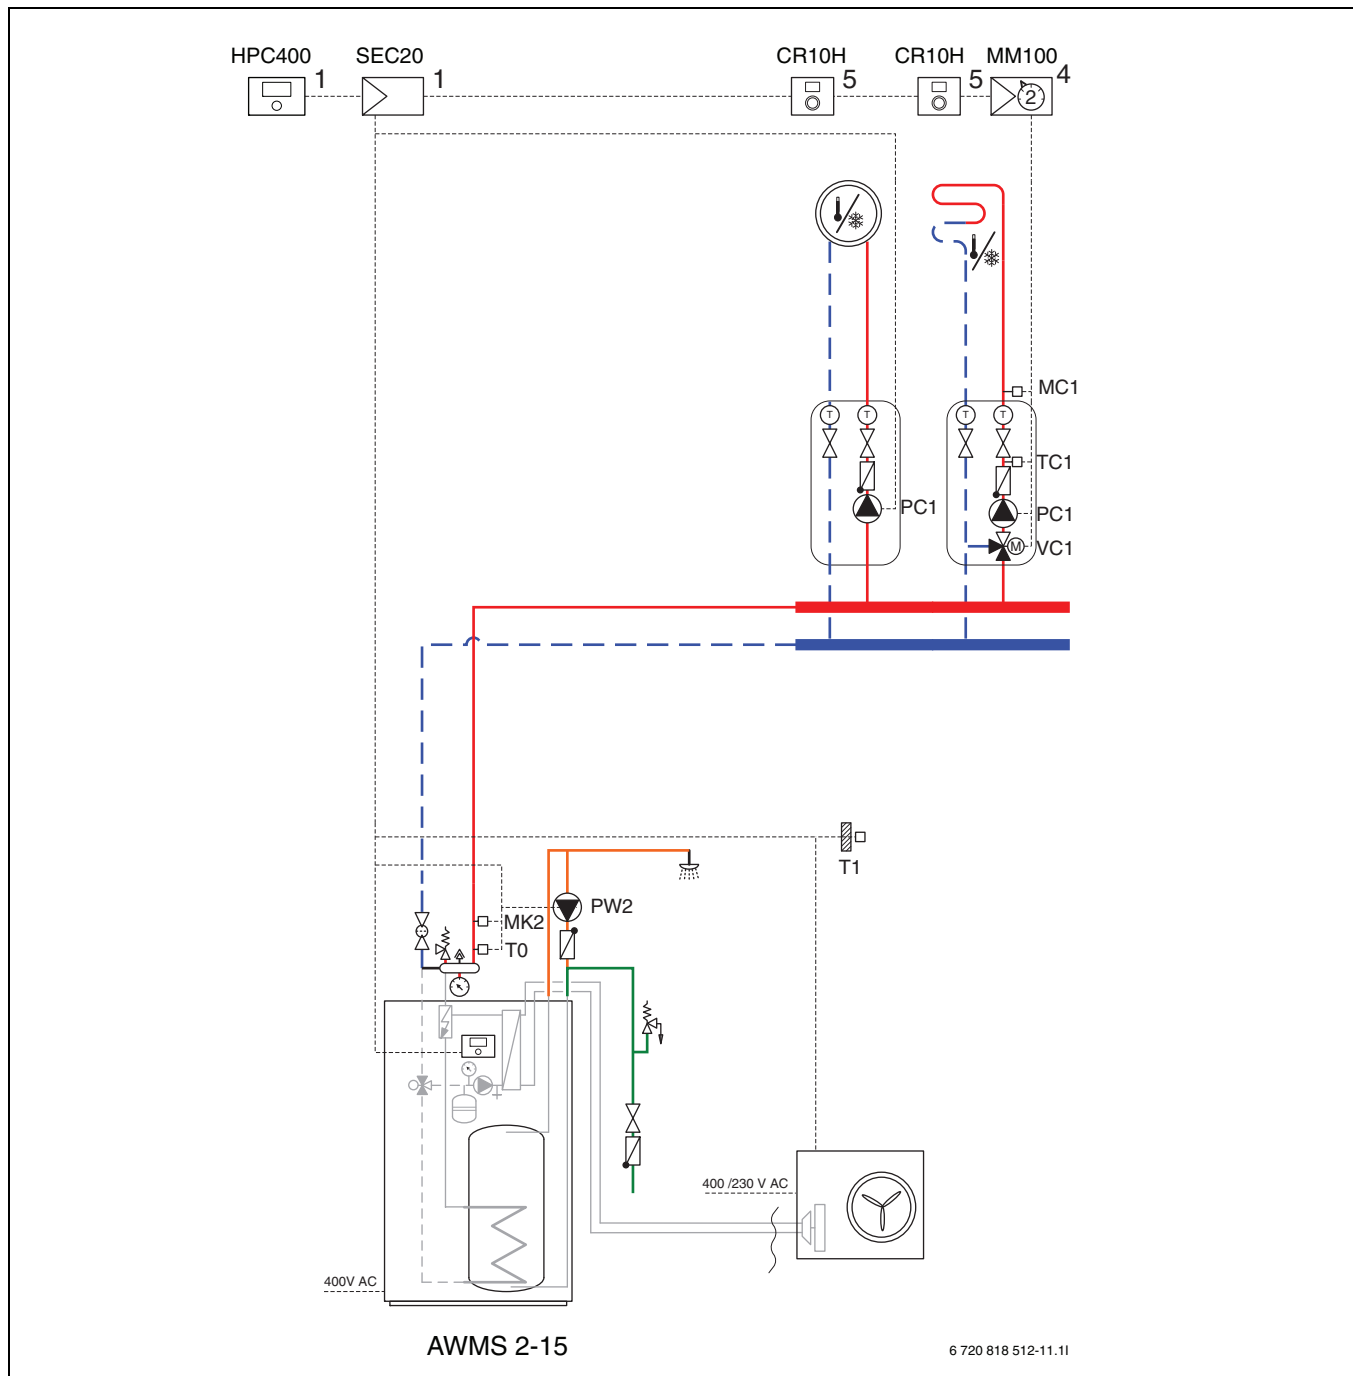 HPC400
SEC20
CR10H
CR10H
MM100
1
1
5
5
4
2
MC1
T
T
T
T
TC1
PC1
PC1
M
VC1
T1
PW2
MK2
T0
400 /230 V AC
400V AC
AWMS 2-15
6 720 818 512-11.1I